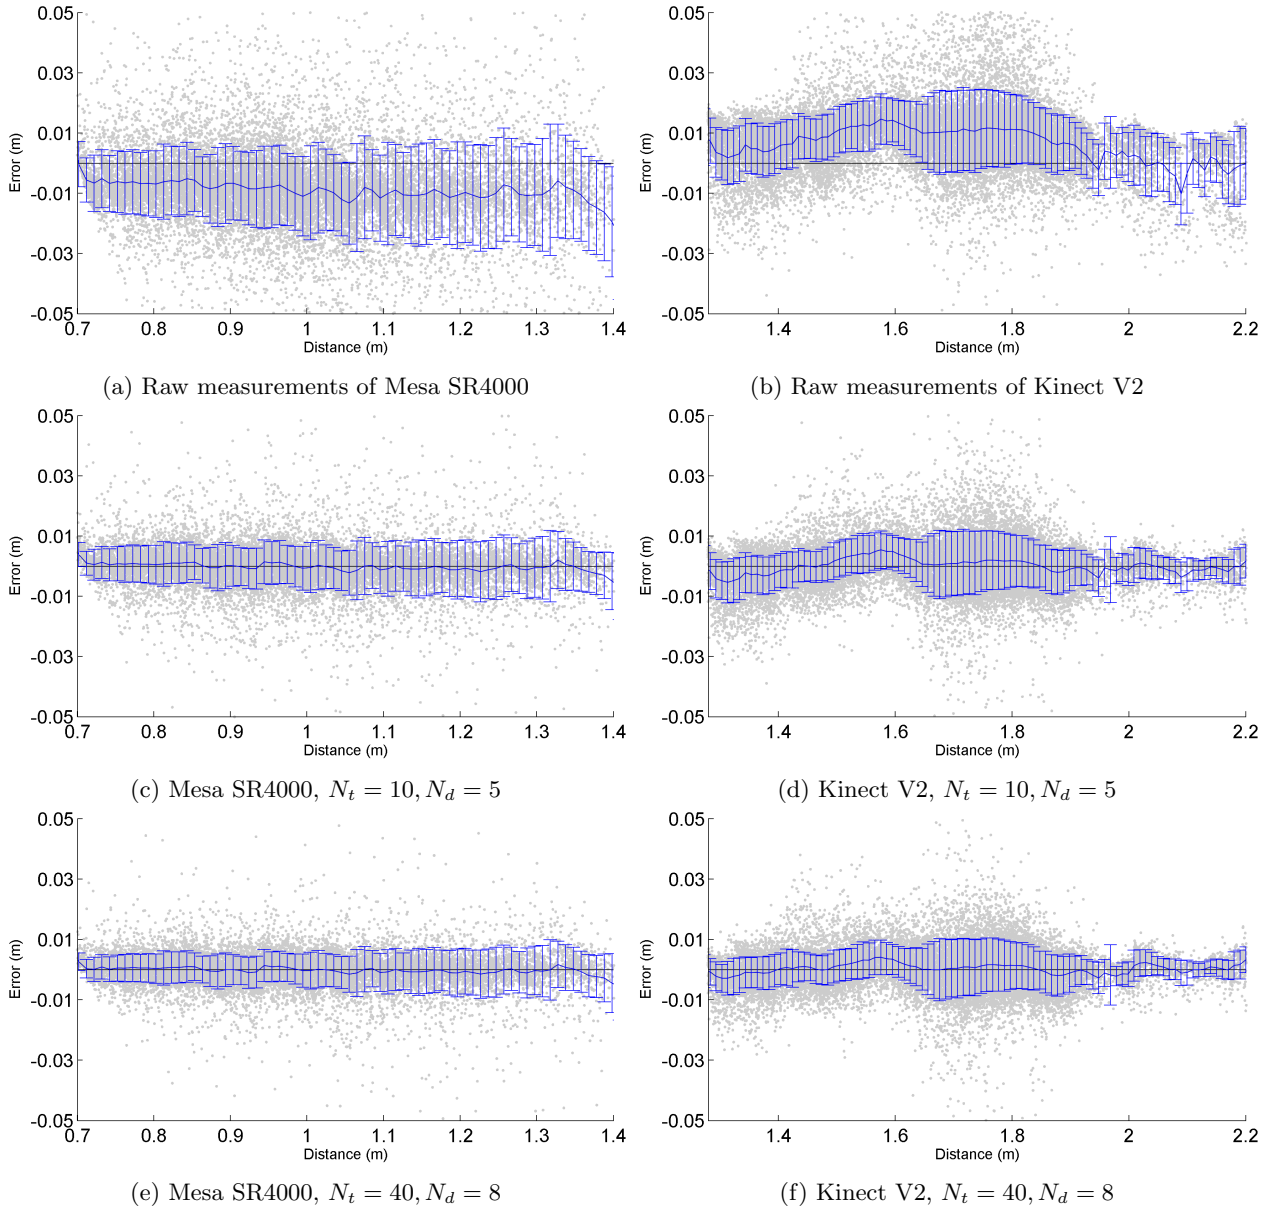 0.05
0.03
0.01
-0.01
-0.03
-0.05
Error (m)
0.7 0.8 0.9 1 1.1 1.2 1.3 1.4
Distance (m)
(a) Raw measurements of Mesa SR4000
0.05
0.03
0.01
-0.01
-0.03
-0.05
Error (m)
1.4 1.6 1.8 2 2.2
Distance (m)
(b) Raw measurements of Kinect V2
0.05
0.03
0.01
-0.01
-0.03
-0.05
Error (m)
0.7 0.8 0.9 1 1.1 1.2 1.3 1.4
Distance (m)
(c) Mesa SR4000, N_t = 10, N_d = 5
0.05
0.03
0.01
-0.01
-0.03
-0.05
Error (m)
1.4 1.6 1.8 2 2.2
Distance (m)
(d) Kinect V2, N_t = 10, N_d = 5
0.05
0.03
0.01
-0.01
-0.03
-0.05
Error (m)
0.7 0.8 0.9 1 1.1 1.2 1.3 1.4
Distance (m)
(e) Mesa SR4000, N_t = 40, N_d = 8
0.05
0.03
0.01
-0.01
-0.03
-0.05
Error (m)
1.4 1.6 1.8 2 2.2
Distance (m)
(f) Kinect V2, N_t = 40, N_d = 8